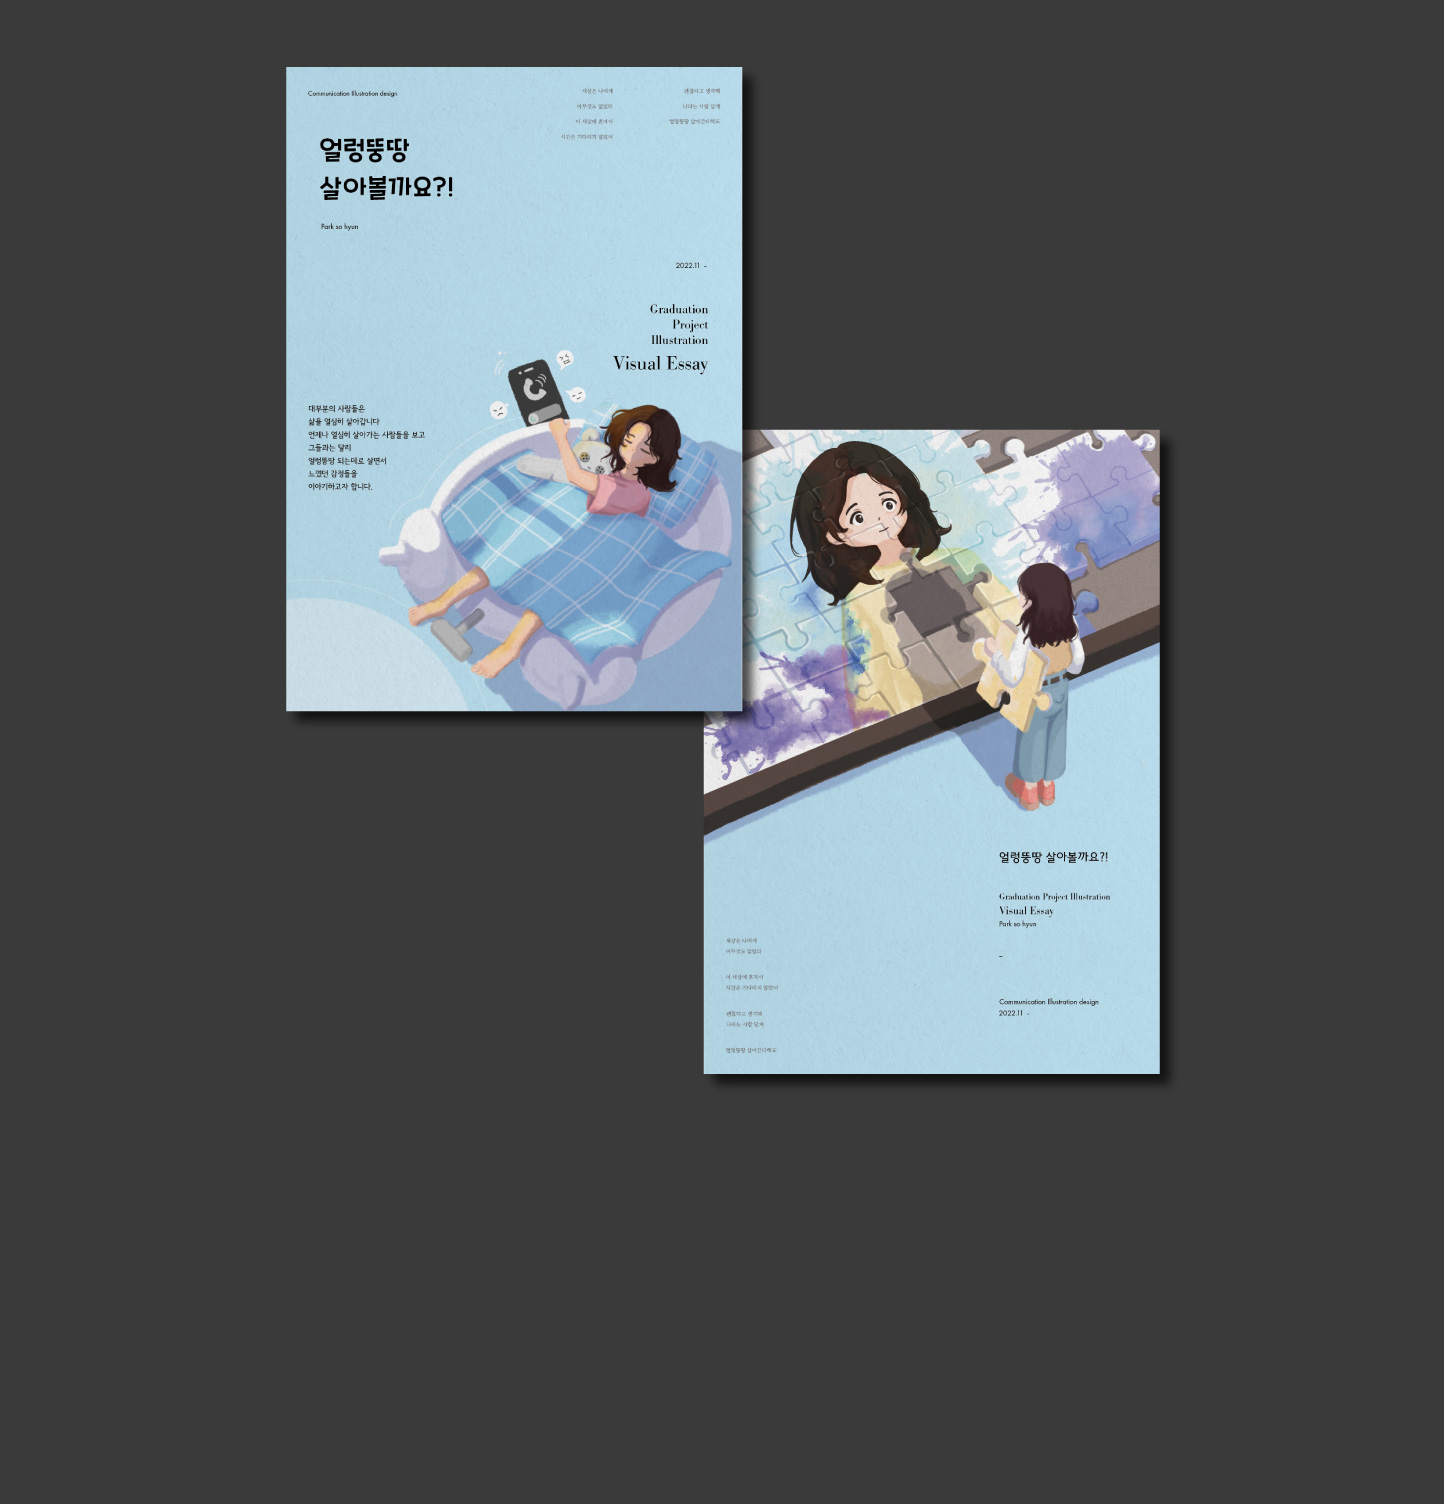 Communication Illustration design
얼렁뚱땅
살아볼까요?!
Park so hyun
세상은 나에게
아무것도 없었다
이 세상에 혼자서
시간은 기다리지 않았어
괜찮다고 생각해
나라는 사람 답게
얼렁뚱땅 살아간다해도
2022.11 -
Graduation
Project
Illustration
Visual Essay
대부분의 사람들은
삶을 열심히 살아갑니다
언제나 열심히 살아가는 사람들을 보고
그들과는 달리
얼렁뚱땅 되는데로 살면서
느꼈던 감정들을
이야기하고자 합니다.
얼렁뚱땅 살아볼까요?!
Graduation Project Illustration
Visual Essay
Park so hyun
-
Communication Illustration design
2022.11 -
세상은 나에게
아무것도 없었다
이 세상에 혼자서
시간은 기다리지 않았어
괜찮다고 생각해
나라는 사람 답게
얼렁뚱땅 살아간다해도